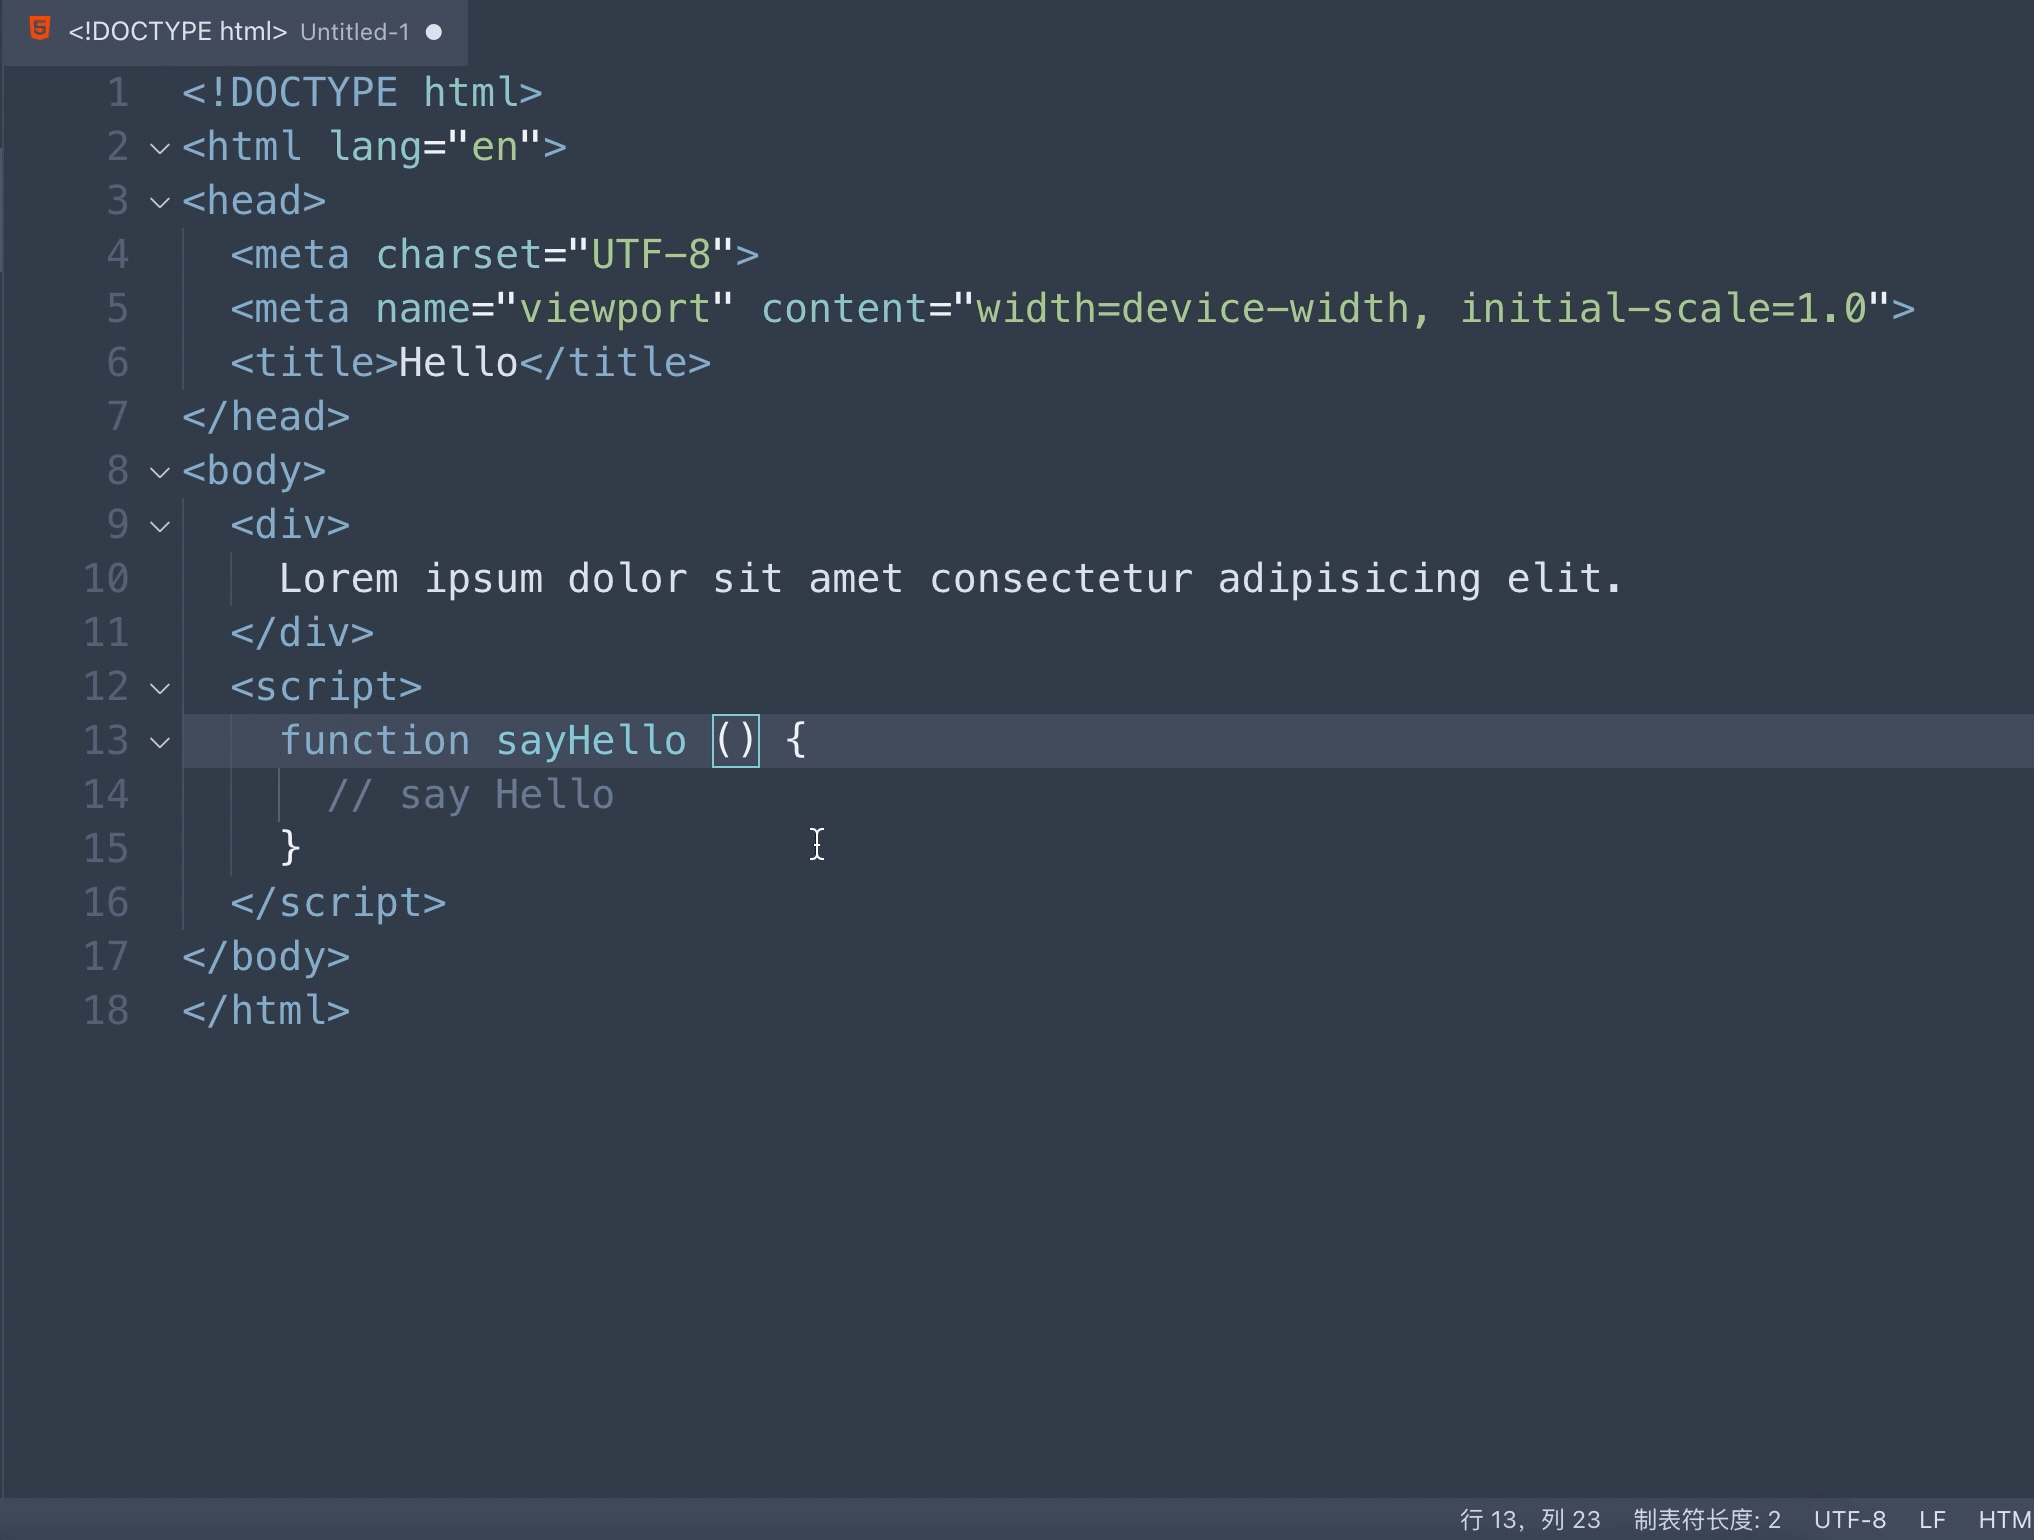 <!DOCTYPE html> Untitled-1
1 <!DOCTYPE html>
2 <html lang="en">
3 <head>
4 <meta charset="UTF-8">
5 <meta name="viewport" content="width=device-width, initial-scale=1.0">
6 <title>Hello</title>
7 </head>
8 <body>
9 <div>
10 Lorem ipsum dolor sit amet consectetur adipisicing elit.
11 </div>
12 <script>
13 function sayHello () {
14 // say Hello
15 }
16 </script>
17 </body>
18 </html>
行 13，列 23 制表符长度: 2 UTF-8 LF HTM